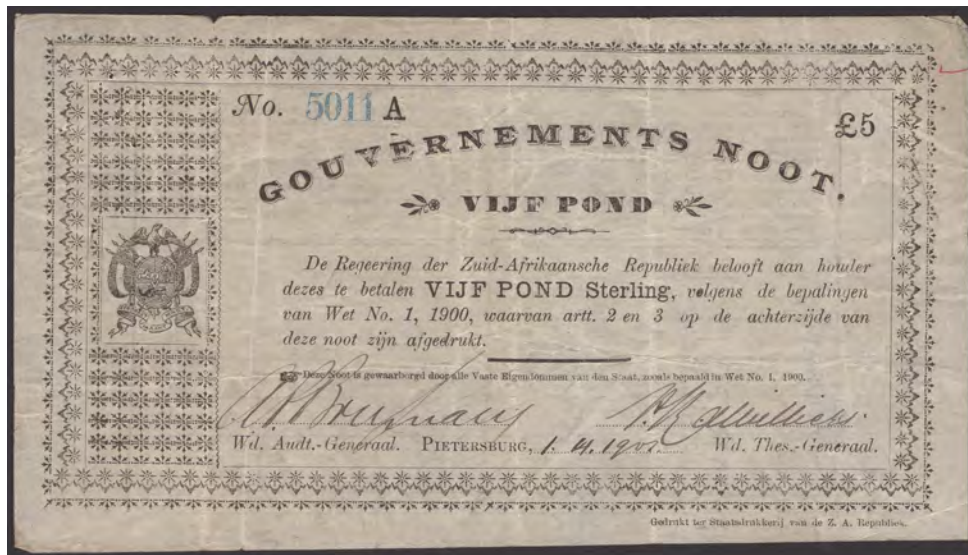 No. 5011 A
£5
GOUVERNEMENTS NOOT.
VIJF POND
De Regeering der Zuid-Afrikaansche Republiek belooft aan houder
dezes te betalen VIJF POND Sterling, volgens de bepalingen
van Wet No. 1, 1900, waarvan artt. 2 en 3 op de achterzijde van
deze noot zijn afgedrukt.
Deze Noot is gewaarborgd door alle Vaste Eigendommen van den Staat, zooals bepaald in Wet No. 1, 1900.
Wd. Audt.-Generaal. PIETERSBURG, 1. 4. 1901. Wd. Thes.-Generaal.
Gedrukt ter Staatsdrukkerij van de Z. A. Republiek.